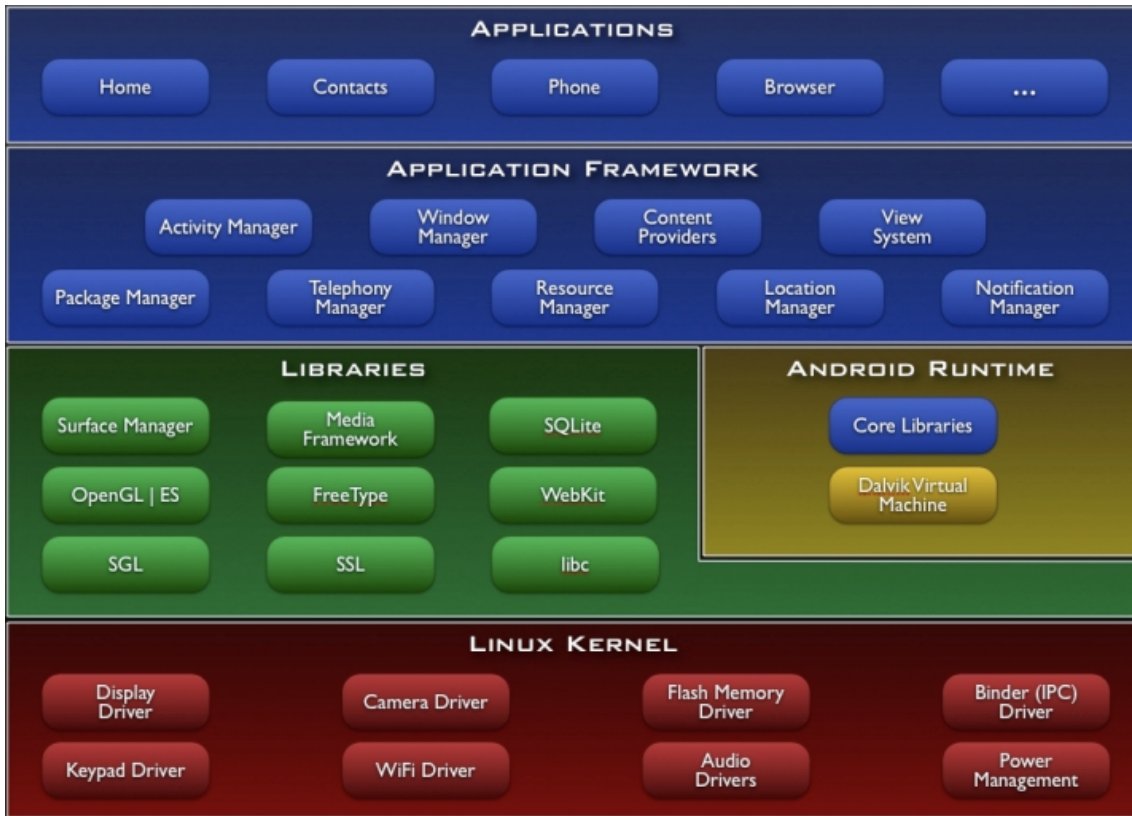 APPLICATIONS
Home
Contacts
Phone
Browser
...
APPLICATION FRAMEWORK
Activity Manager
Window
Manager
Content
Providers
View
System
Package Manager
Telephony
Manager
Resource
Manager
Location
Manager
Notification
Manager
LIBRARIES
Surface Manager
Media
Framework
SQLite
OpenGL | ES
FreeType
WebKit
SGL
SSL
libc
ANDROID RUNTIME
Core Libraries
Dalvik Virtual
Machine
LINUX KERNEL
Display
Driver
Camera Driver
Flash Memory
Driver
Binder (IPC)
Driver
Keypad Driver
WiFi Driver
Audio
Drivers
Power
Management